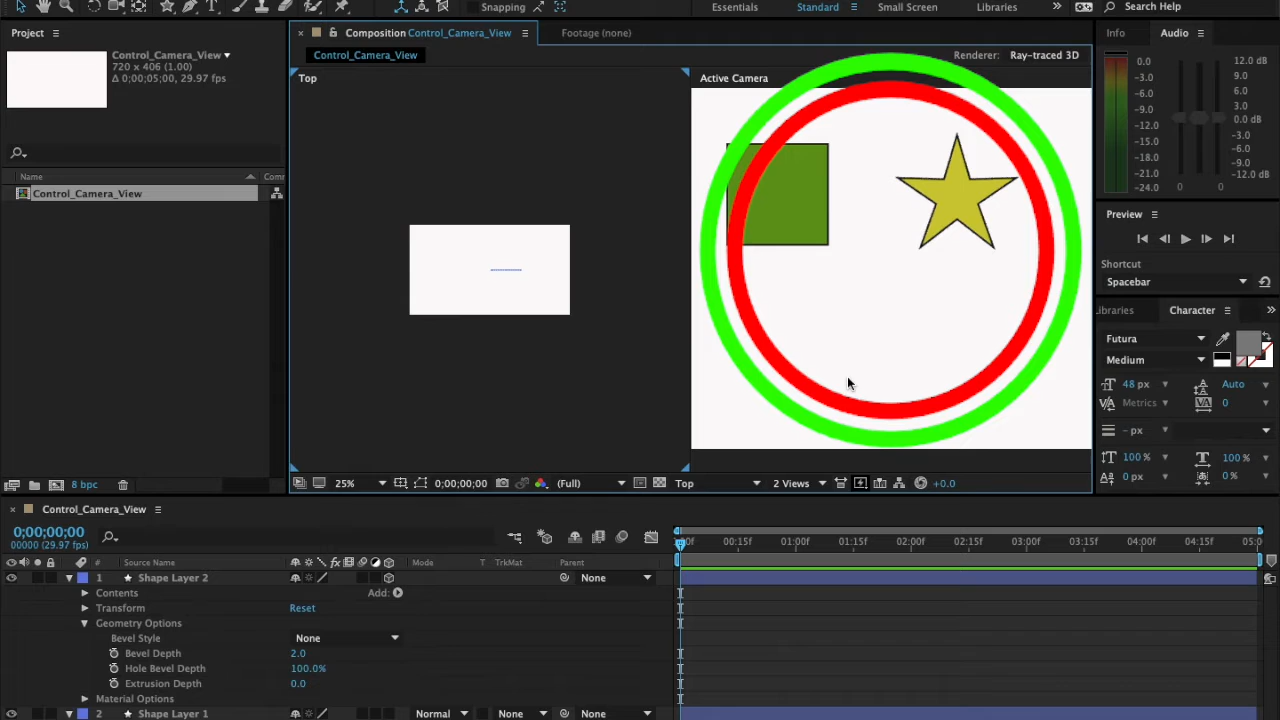 Snapping
Essentials
Standard
Small Screen
Libraries
Search Help
Project
Control_Camera_View
720 x 406 (1.00)
Δ 0;00;05;00, 29.97 fps
Name
Comm
Control_Camera_View
8 bpc
Composition Control_Camera_View
Footage (none)
Control_Camera_View
Renderer:
Ray-traced 3D
Top
Active Camera
25%
0;00;00;00
(Full)
Top
2 Views
+0.0
Info
Audio
0.0
-3.0
-6.0
-9.0
-12.0
-15.0
-18.0
-21.0
-24.0
12.0 dB
9.0
6.0
3.0
0.0 dB
-3.0
-6.0
-9.0
-12.0 dB
0
0
Preview
Shortcut
Spacebar
ibraries
Character
Futura
Medium
48 px
Auto
Metrics
0
- px
100 %
100 %
0 px
0 %
Control_Camera_View
0;00;00;00
00000 (29.97 fps)
00f
00:15f
01:00f
01:15f
02:00f
02:15f
03:00f
03:15f
04:00f
04:15f
05:0
#
Source Name
Mode
T
TrkMat
Parent
1
Shape Layer 2
None
Contents
Add:
Transform
Reset
Geometry Options
Bevel Style
None
Bevel Depth
2.0
Hole Bevel Depth
100.0%
Extrusion Depth
0.0
Material Options
2
Shape Layer 1
Normal
None
None